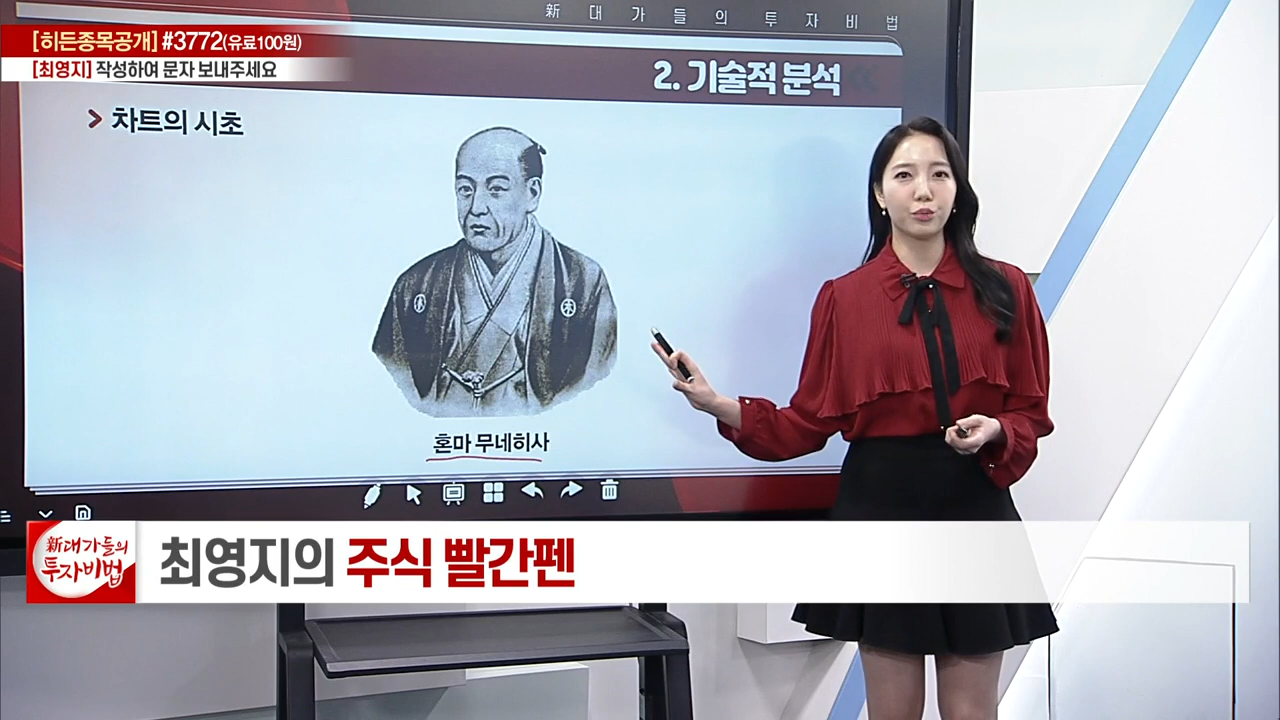 新 대 가 들 의 투 자 비 법
[히든종목공개] #3772(유료100원)
[최영지] 작성하여 문자 보내주세요
2. 기술적 분석
차트의 시초
혼마 무네히사
新대가들의
투자비법
최영지의 주식 빨간펜